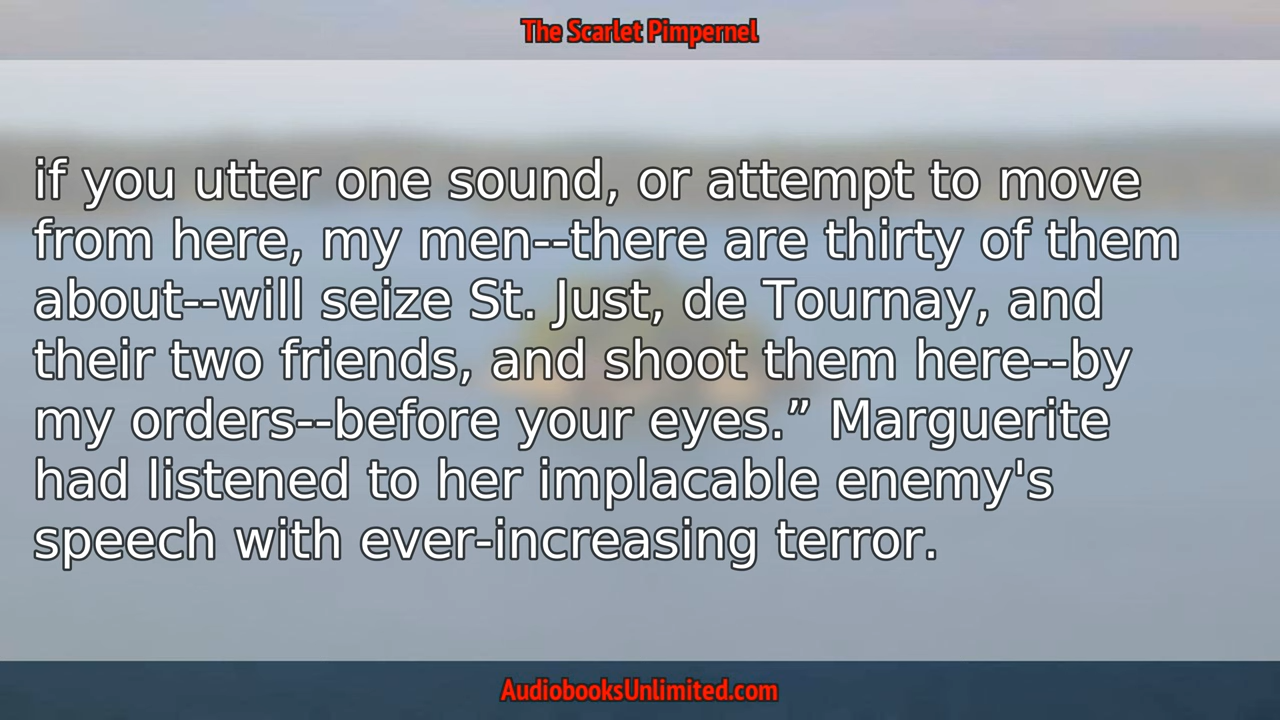 The Scarlet Pimpernel
if you utter one sound, or attempt to move
from here, my men--there are thirty of them
about--will seize St. Just, de Tournay, and
their two friends, and shoot them here--by
my orders--before your eyes.” Marguerite
had listened to her implacable enemy's
speech with ever-increasing terror.
AudiobooksUnlimited.com